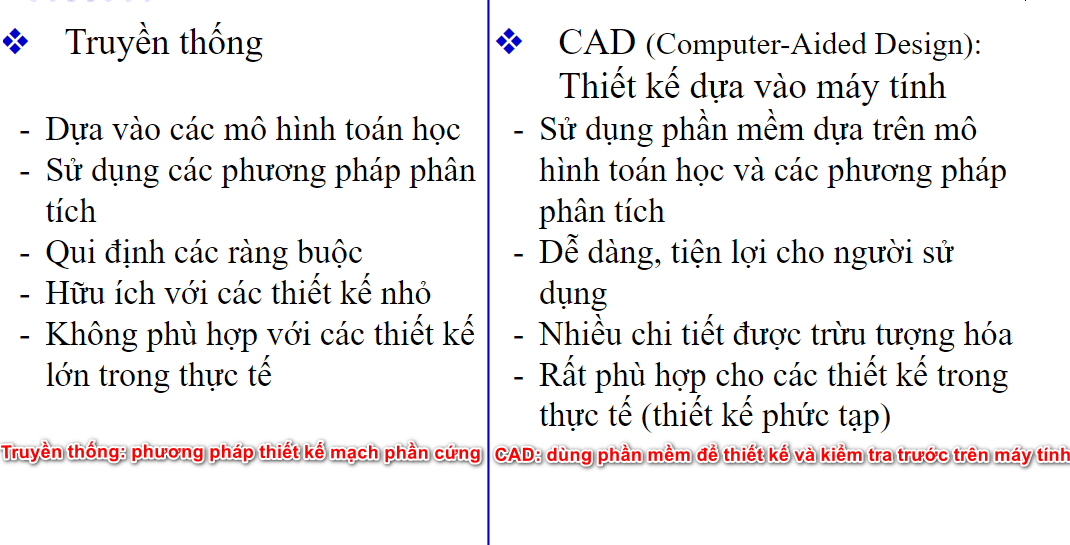 ❖ Truyền thống
- Dựa vào các mô hình toán học
- Sử dụng các phương pháp phân
tích
- Qui định các ràng buộc
- Hữu ích với các thiết kế nhỏ
- Không phù hợp với các thiết kế
lớn trong thực tế
Truyền thống: phương pháp thiết kế mạch phần cứng
❖ CAD (Computer-Aided Design):
Thiết kế dựa vào máy tính
- Sử dụng phần mềm dựa trên mô
hình toán học và các phương pháp
phân tích
- Dễ dàng, tiện lợi cho người sử
dụng
- Nhiều chi tiết được trừu tượng hóa
- Rất phù hợp cho các thiết kế trong
thực tế (thiết kế phức tạp)
CAD: dùng phần mềm để thiết kế và kiểm tra trước trên máy tính